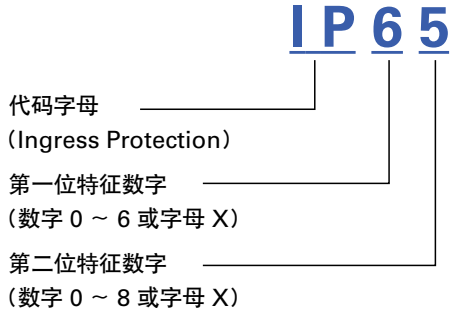 IP65
代码字母
（Ingress Protection）
第一位特征数字
（数字 0 ～ 6 或字母 X）
第二位特征数字
（数字 0 ～ 8 或字母 X）